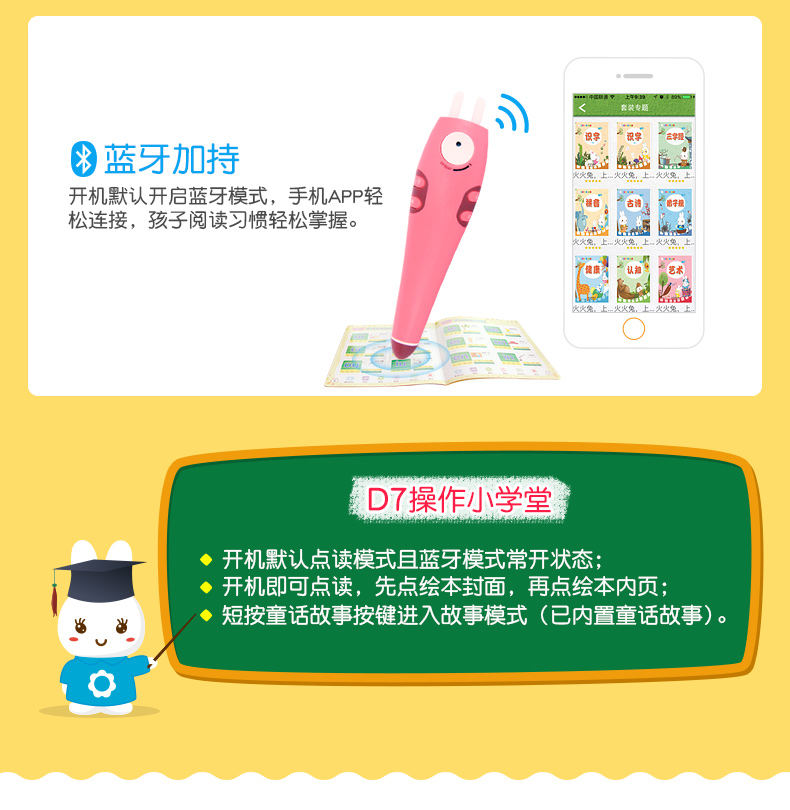 蓝牙加持
开机默认开启蓝牙模式，手机APP轻
松连接，孩子阅读习惯轻松掌握。
中国联通 上午9:39 89%
套装专题
识字 识字 三字经
火火兔，上... 火火兔，上... 火火兔，上...
拼音 古诗 弟子规
火火兔，上... 火火兔，上... 火火兔，上...
健康 认知 艺术
火火兔，上... 火火兔，上... 火火兔，上...
D7操作小学堂
开机默认点读模式且蓝牙模式常开状态；
开机即可点读，先点绘本封面，再点绘本内页；
短按童话故事按键进入故事模式（已内置童话故事）。